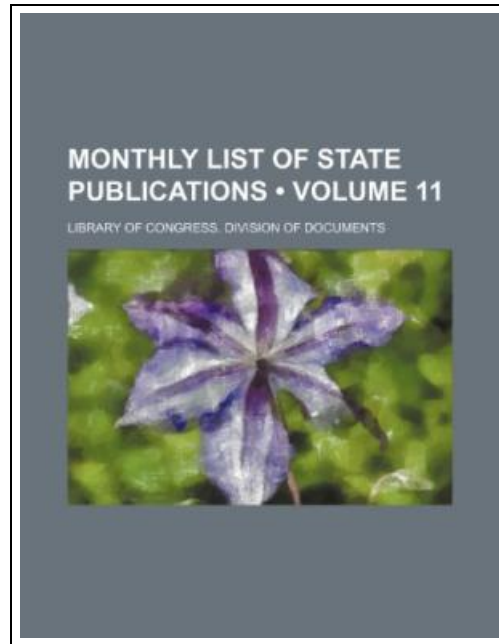 MONTHLY LIST OF STATE
PUBLICATIONS ◄ VOLUME 11
LIBRARY OF CONGRESS. DIVISION OF DOCUMENTS